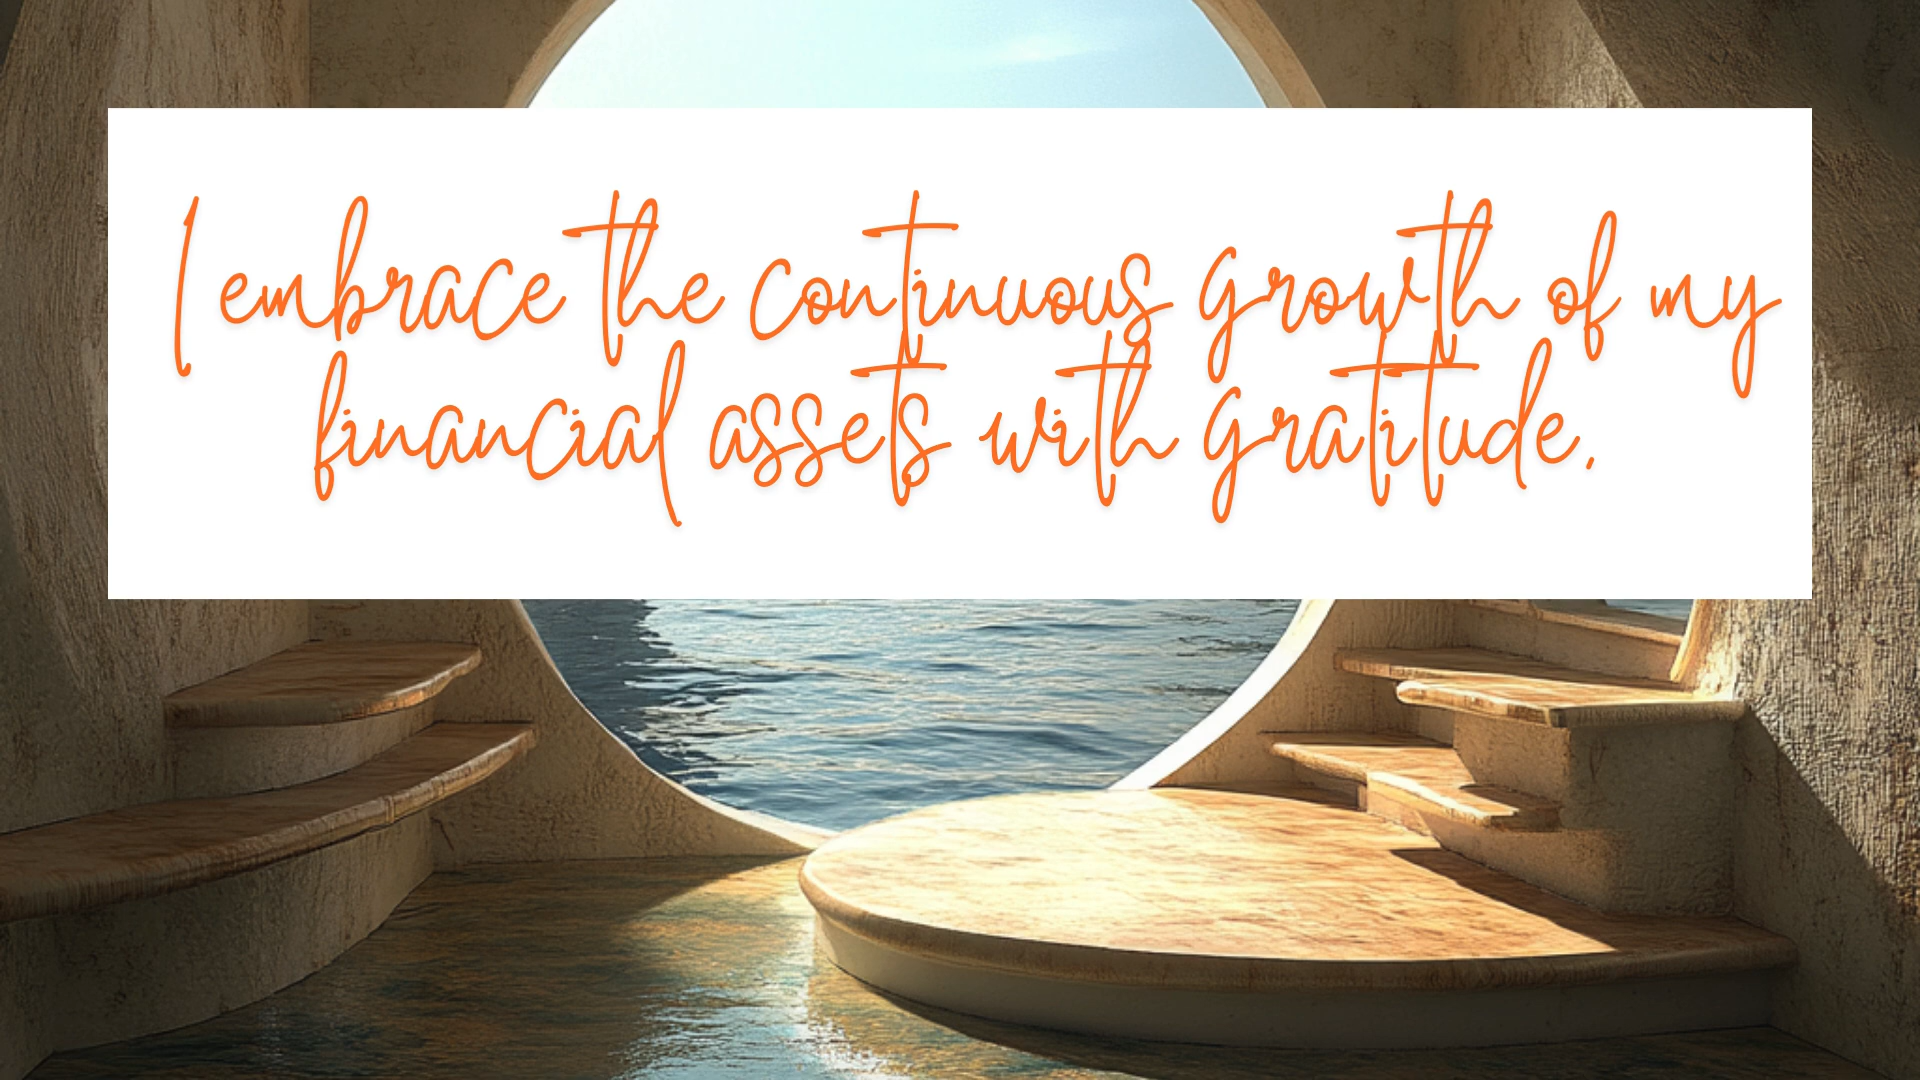 I embrace the continuous growth of my
financial assets with gratitude.